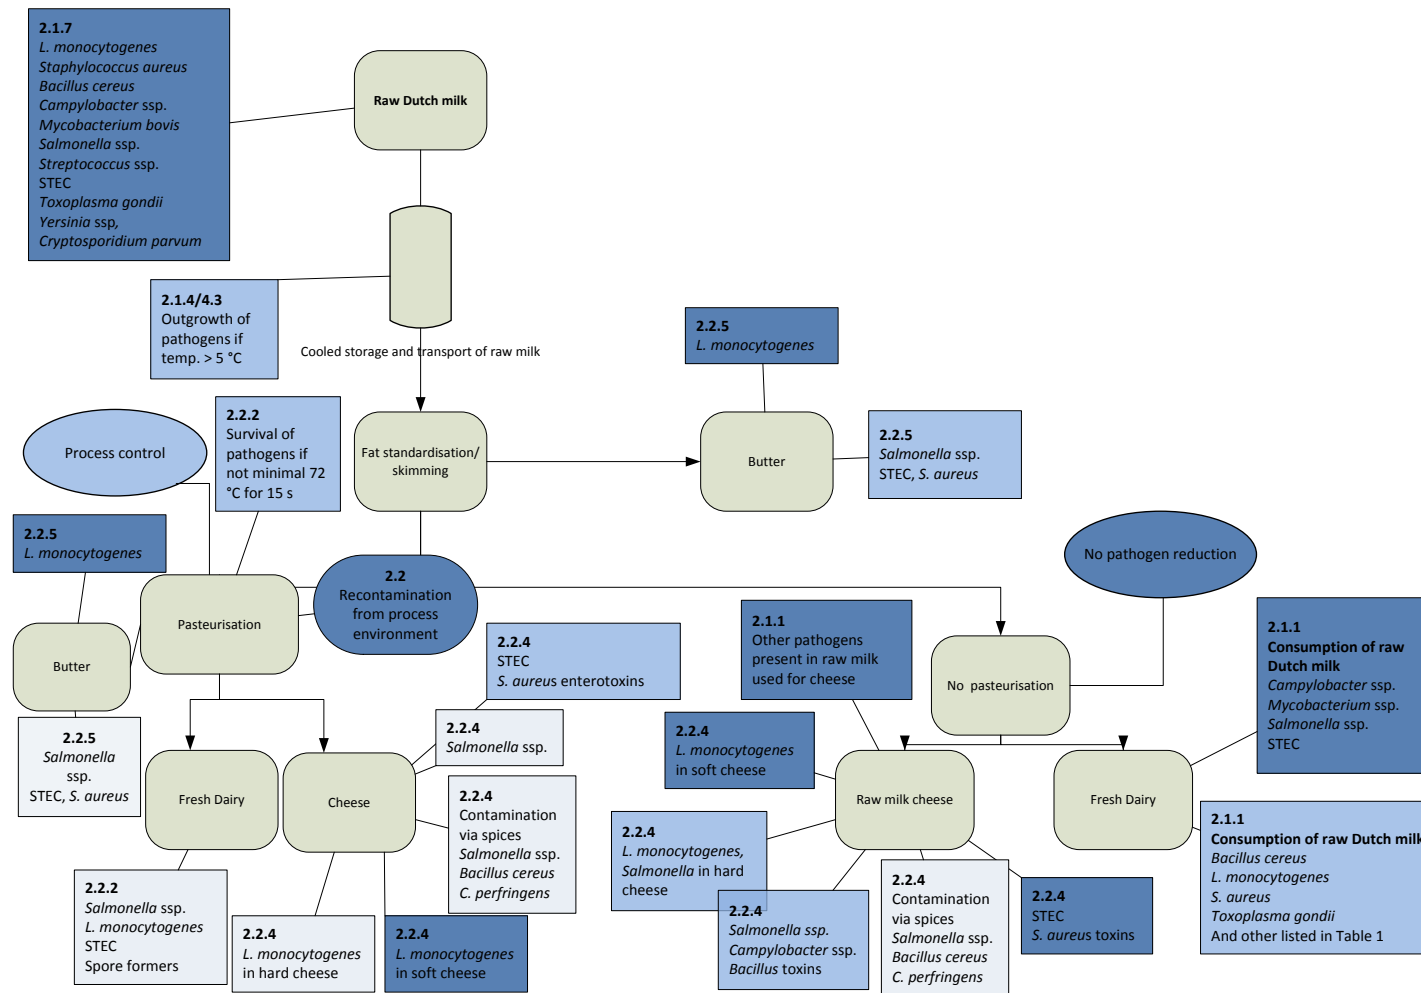 2.1.7
L. monocytogenes
Staphylococcus aureus
Bacillus cereus
Campylobacter ssp.
Mycobacterium bovis
Salmonella ssp.
Streptococcus ssp.
STEC
Toxoplasma gondii
Yersinia ssp,
Cryptosporidium parvum
Raw Dutch milk
2.1.4/4.3
Outgrowth of
pathogens if
temp. > 5 °C
Cooled storage and transport of raw milk
2.2.5
L. monocytogenes
Process control
2.2.2
Survival of
pathogens if
not minimal 72
°C for 15 s
Fat standardisation/
skimming
Butter
2.2.5
Salmonella ssp.
STEC, S. aureus
2.2.5
L. monocytogenes
Pasteurisation
2.2
Recontamination
from process
environment
No pathogen reduction
Butter
2.2.4
STEC
S. aureus enterotoxins
2.1.1
Other pathogens
present in raw milk
used for cheese
No pasteurisation
2.1.1
Consumption of raw
Dutch milk
Campylobacter ssp.
Mycobacterium ssp.
Salmonella ssp.
STEC
2.2.5
Salmonella
ssp.
STEC, S. aureus
Fresh Dairy
Cheese
2.2.4
Salmonella ssp.
2.2.4
L. monocytogenes
in soft cheese
Raw milk cheese
Fresh Dairy
2.2.4
Contamination
via spices
Salmonella ssp.
Bacillus cereus
C. perfringens
2.2.4
L. monocytogenes,
Salmonella in hard
cheese
2.1.1
Consumption of raw Dutch milk
Bacillus cereus
L. monocytogenes
S. aureus
Toxoplasma gondii
And other listed in Table 1
2.2.2
Salmonella ssp.
L. monocytogenes
STEC
Spore formers
2.2.4
L. monocytogenes
in hard cheese
2.2.4
L. monocytogenes
in soft cheese
2.2.4
Salmonella ssp.
Campylobacter ssp.
Bacillus toxins
2.2.4
Contamination
via spices
Salmonella ssp.
Bacillus cereus
C. perfringens
2.2.4
STEC
S. aureus toxins